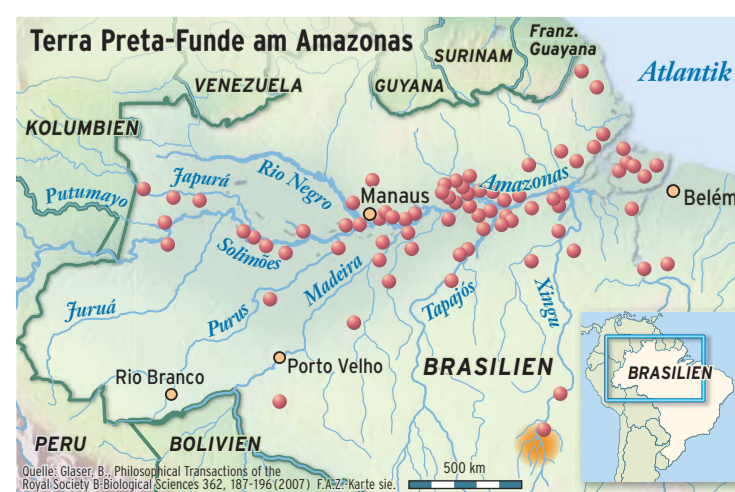 Terra Preta-Funde am Amazonas
Franz.
Guayana
SURINAM
Atlantik
VENEZUELA
GUYANA
KOLUMBIEN
Rio Negro
Japurá
Amazonas
Putumayo
Manaus
Belém
Solimões
Madeira
Tapajós
Xingu
Juruá
Purus
Porto Velho
BRASILIEN
Rio Branco
BRASILIEN
PERU
BOLIVIEN
500 km
Quelle: Glaser, B., Philosophical Transactions of the
Royal Society B-Biological Sciences 362, 187-196 (2007) F.A.Z.-Karte sie.